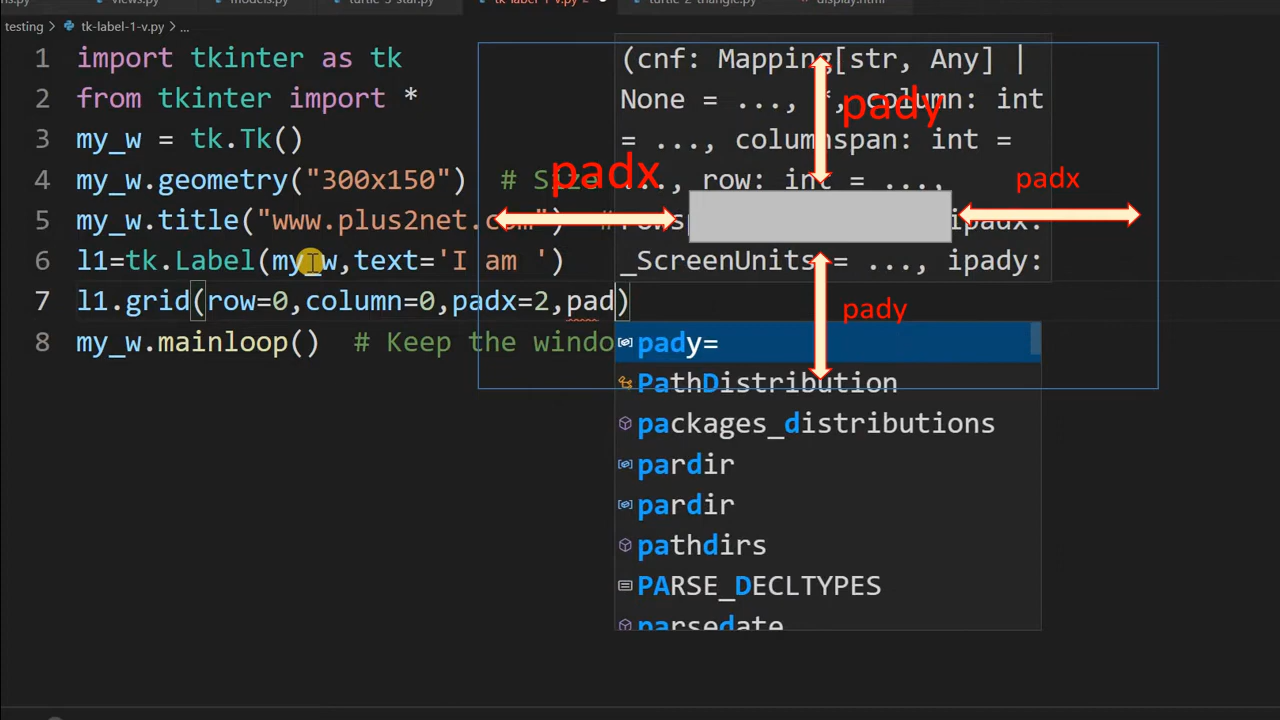 views.py models.py turtle-3-star.py tk-label-1-v.py turtle-2-triangle.py display.html
testing > tk-label-1-v.py > ...
1 import tkinter as tk
2 from tkinter import *
3 my_w = tk.Tk()
4 my_w.geometry("300x150") # Size
5 my_w.title("www.plus2net.com") #
6 l1=tk.Label(my_w,text='I am ')
7 l1.grid(row=0,column=0,padx=2,pad)
8 my_w.mainloop() # Keep the windo
(cnf: Mapping[str, Any] |
None = ..., *, column: int
= ..., columnspan: int =
..., row: int = ...,
ipadx:
_ScreenUnits = ..., ipady:
pady
padx
padx
pady
pady=
PathDistribution
packages_distributions
pardir
pardir
pathdirs
PARSE_DECLTYPES
parsedate